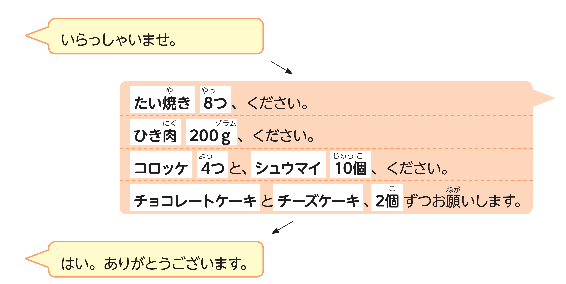 いらっしゃいませ。
たい焼き 8つ、ください。
ひき肉 200g、ください。
コロッケ 4つと、シュウマイ 10個、ください。
チョコレートケーキとチーズケーキ、2個ずつお願いします。
はい。ありがとうございます。